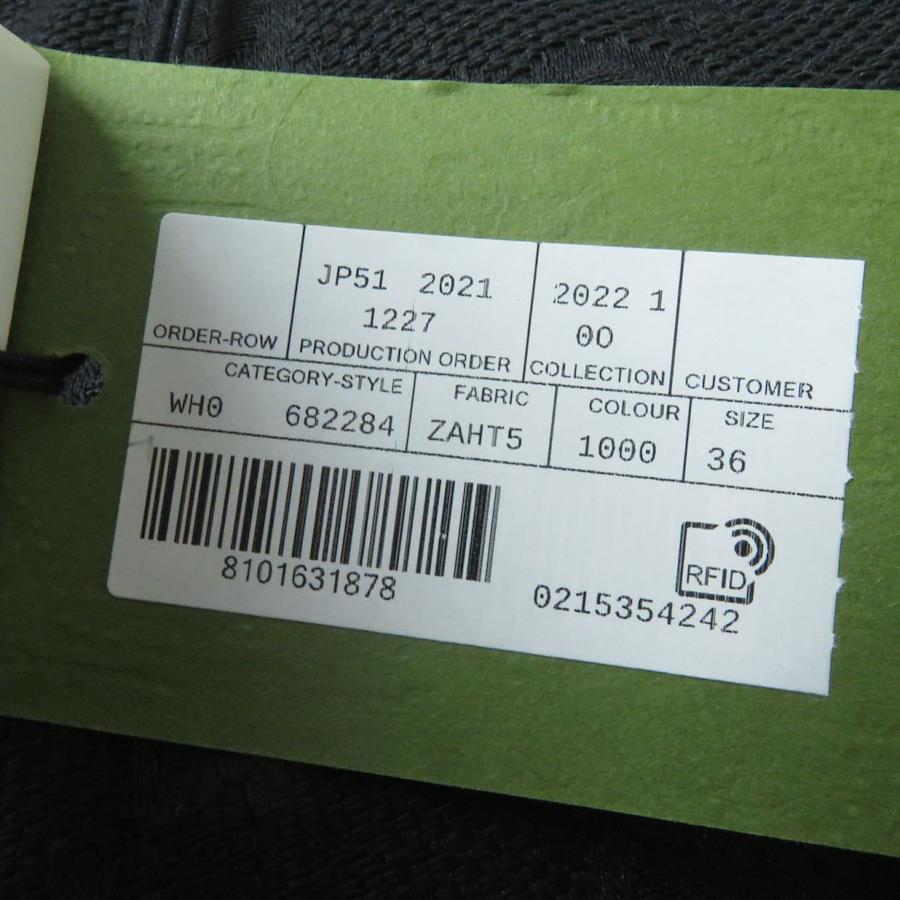 JP51 2021
1227
ORDER-ROW
PRODUCTION ORDER
2022 1
00
COLLECTION
CUSTOMER
CATEGORY-STYLE
WH0 682284
FABRIC
ZAHT5
COLOUR
1000
SIZE
36
8101631878
RFID
0215354242